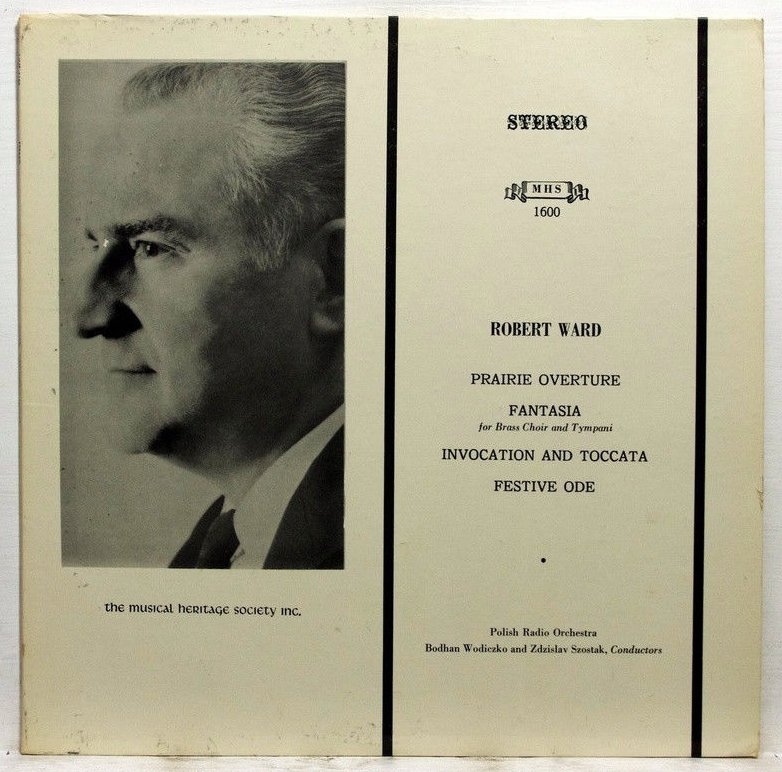 STEREO
MHS
1600
ROBERT WARD
PRAIRIE OVERTURE
FANTASIA
for Brass Choir and Tympani
INVOCATION AND TOCCATA
FESTIVE ODE
the musical heritage society inc.
Polish Radio Orchestra
Bodhan Wodiczko and Zdzislav Szostak, Conductors